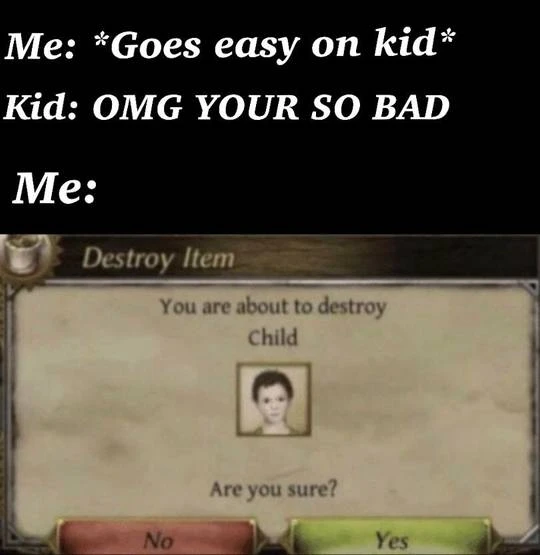 Me: *Goes easy on kid*
Kid: OMG YOUR SO BAD
Me:
Destroy Item
You are about to destroy
Child
Are you sure?
No
Yes